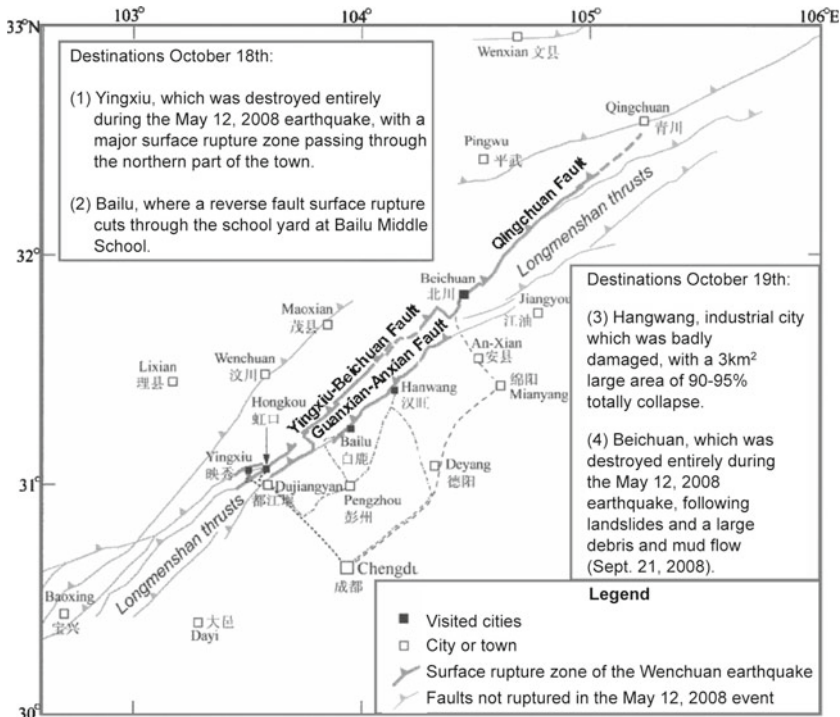 103°
104°
105°
106°E
33°N
32°
31°
30°
Destinations October 18th:
(1) Yingxiu, which was destroyed entirely
during the May 12, 2008 earthquake, with a
major surface rupture zone passing through
the northern part of the town.
(2) Bailu, where a reverse fault surface rupture
cuts through the school yard at Bailu Middle
School.
Wenxian 文县
Qingchuan
青川
Pingwu
平武
Qingchuan Fault
Longmenshan thrusts
Beichuan
北川
Maoxian
茂县
Jiangyou
江油
Lixian
理县
Wenchuan
汶川
An-Xian
安县
绵阳
Mianyang
Yingxiu-Beichuan Fault
Guanxian-Anxian Fault
Hongkou
虹口
Hanwang
汉旺
Bailu
白鹿
Yingxiu
映秀
Dujiangyan
都江堰
Pengzhou
彭州
Deyang
德阳
Longmenshan thrusts
Chengdu
成都
Baoxing
宝兴
大邑
Dayi
Destinations October 19th:
(3) Hangwang, industrial city
which was badly
damaged, with a 3km²
large area of 90-95%
totally collapse.
(4) Beichuan, which was
destroyed entirely during
the May 12, 2008
earthquake, following
landslides and a large
debris and mud flow
(Sept. 21, 2008).
Legend
Visited cities
City or town
Surface rupture zone of the Wenchuan earthquake
Faults not ruptured in the May 12, 2008 event